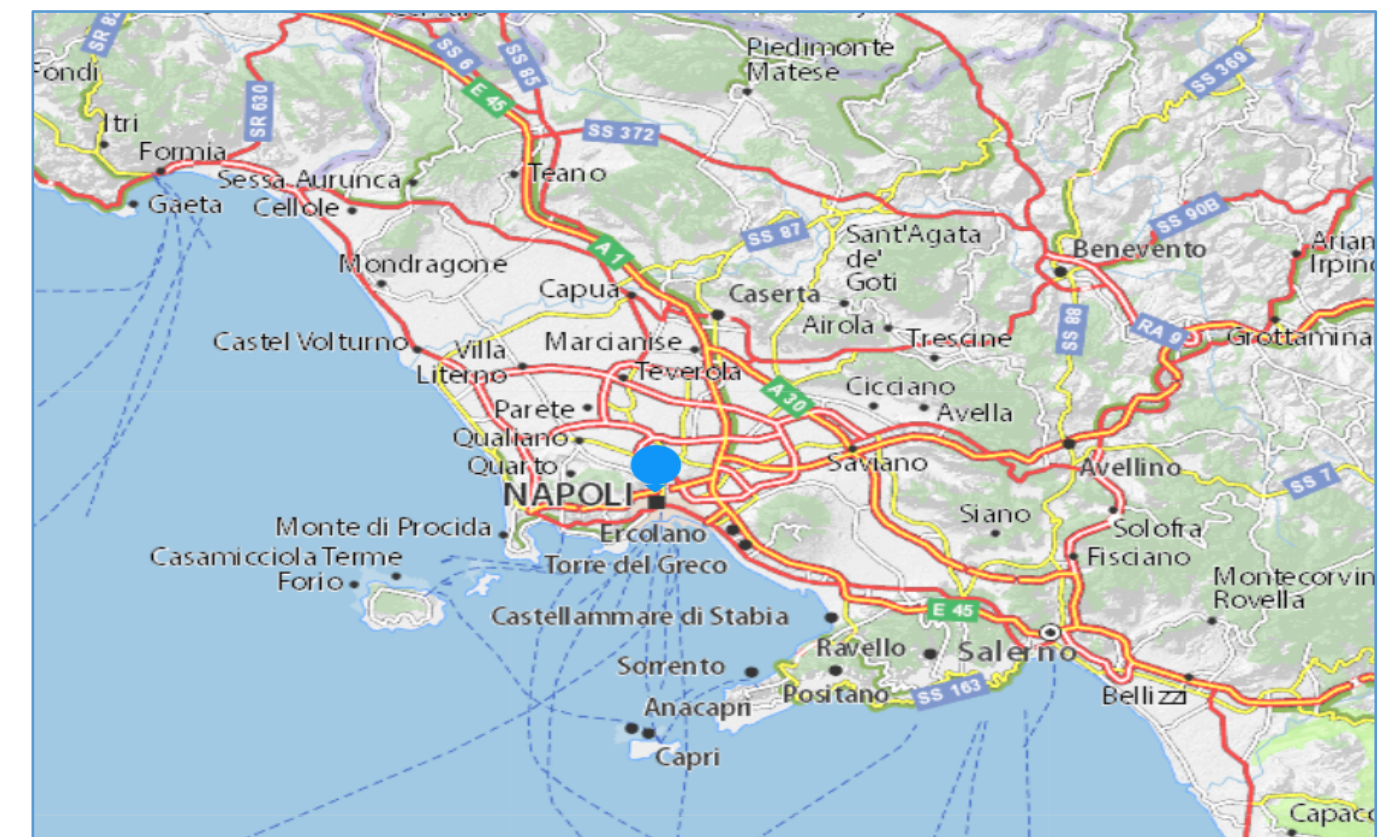 SR 82
SS 6
SS 85
Piedimonte
Matese
SS 369
Fondi
E 45
SR 630
Itri
SS 372
Formia
Sessa Aurunca
Teano
Gaeta
Cellole
SS 90B
SS 87
Sant'Agata
de'
Goti
Benevento
Arian
Irpino
A 1
Mondragone
Capua
Caserta
Airola
Trescine
SS 88
RA 9
Grottamina
Castel Volturno
Villa
Literno
Marcianise
Teverola
A 30
Cicciano
Avella
Parete
Qualiano
Quarto
Saviano
Avellino
SS 7
NAPOLI
Siano
Solofra
Monte di Procida
Ercolano
Fisciano
Casamicciola Terme
Forio
Torre del Greco
Montecorvin
Rovella
Castellammare di Stabia
E 45
Ravello
Salerno
Sorrento
Positano
SS 163
Bellizzi
Anacapri
Capri
Capacc